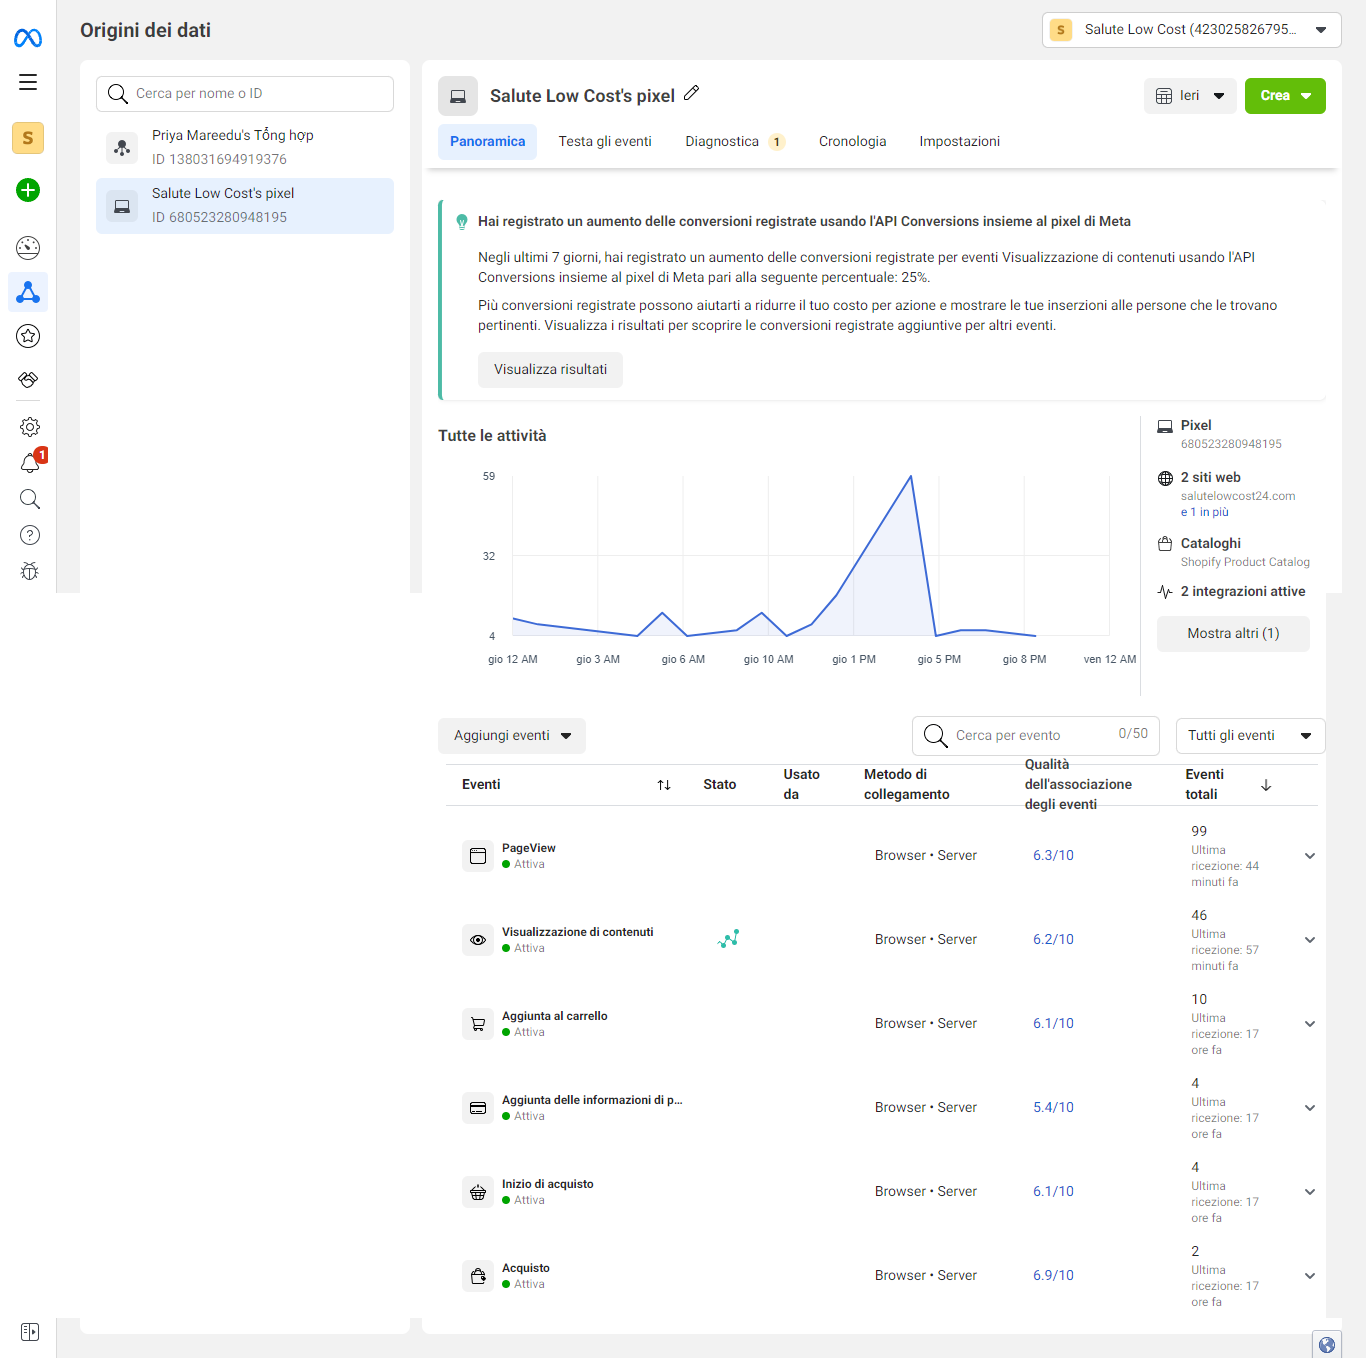 Origini dei dati
S
Salute Low Cost (423025826795...
S
1
Cerca per nome o ID
Priya Mareedu's Tổng hợp
ID 138031694919376
Salute Low Cost's pixel
ID 680523280948195
Salute Low Cost's pixel
Ieri
Crea
Panoramica
Testa gli eventi
Diagnostica 1
Cronologia
Impostazioni
Hai registrato un aumento delle conversioni registrate usando l'API Conversions insieme al pixel di Meta
Negli ultimi 7 giorni, hai registrato un aumento delle conversioni registrate per eventi Visualizzazione di contenuti usando l'API
Conversions insieme al pixel di Meta pari alla seguente percentuale: 25%.
Più conversioni registrate possono aiutarti a ridurre il tuo costo per azione e mostrare le tue inserzioni alle persone che le trovano
pertinenti. Visualizza i risultati per scoprire le conversioni registrate aggiuntive per altri eventi.
Visualizza risultati
Tutte le attività
59
32
4
gio 12 AM
gio 3 AM
gio 6 AM
gio 10 AM
gio 1 PM
gio 5 PM
gio 8 PM
ven 12 AM
Pixel
680523280948195
2 siti web
salutelowcost24.com
e 1 in più
Cataloghi
Shopify Product Catalog
2 integrazioni attive
Mostra altri (1)
Aggiungi eventi
Cerca per evento
0/50
Tutti gli eventi
Eventi
Stato
Usato
da
Metodo di
collegamento
Qualità
dell'associazione
degli eventi
Eventi
totali
PageView
Attiva
Browser • Server
6.3/10
99
Ultima
ricezione: 44
minuti fa
Visualizzazione di contenuti
Attiva
Browser • Server
6.2/10
46
Ultima
ricezione: 57
minuti fa
Aggiunta al carrello
Attiva
Browser • Server
6.1/10
10
Ultima
ricezione: 17
ore fa
Aggiunta delle informazioni di p...
Attiva
Browser • Server
5.4/10
4
Ultima
ricezione: 17
ore fa
Inizio di acquisto
Attiva
Browser • Server
6.1/10
4
Ultima
ricezione: 17
ore fa
Acquisto
Attiva
Browser • Server
6.9/10
2
Ultima
ricezione: 17
ore fa